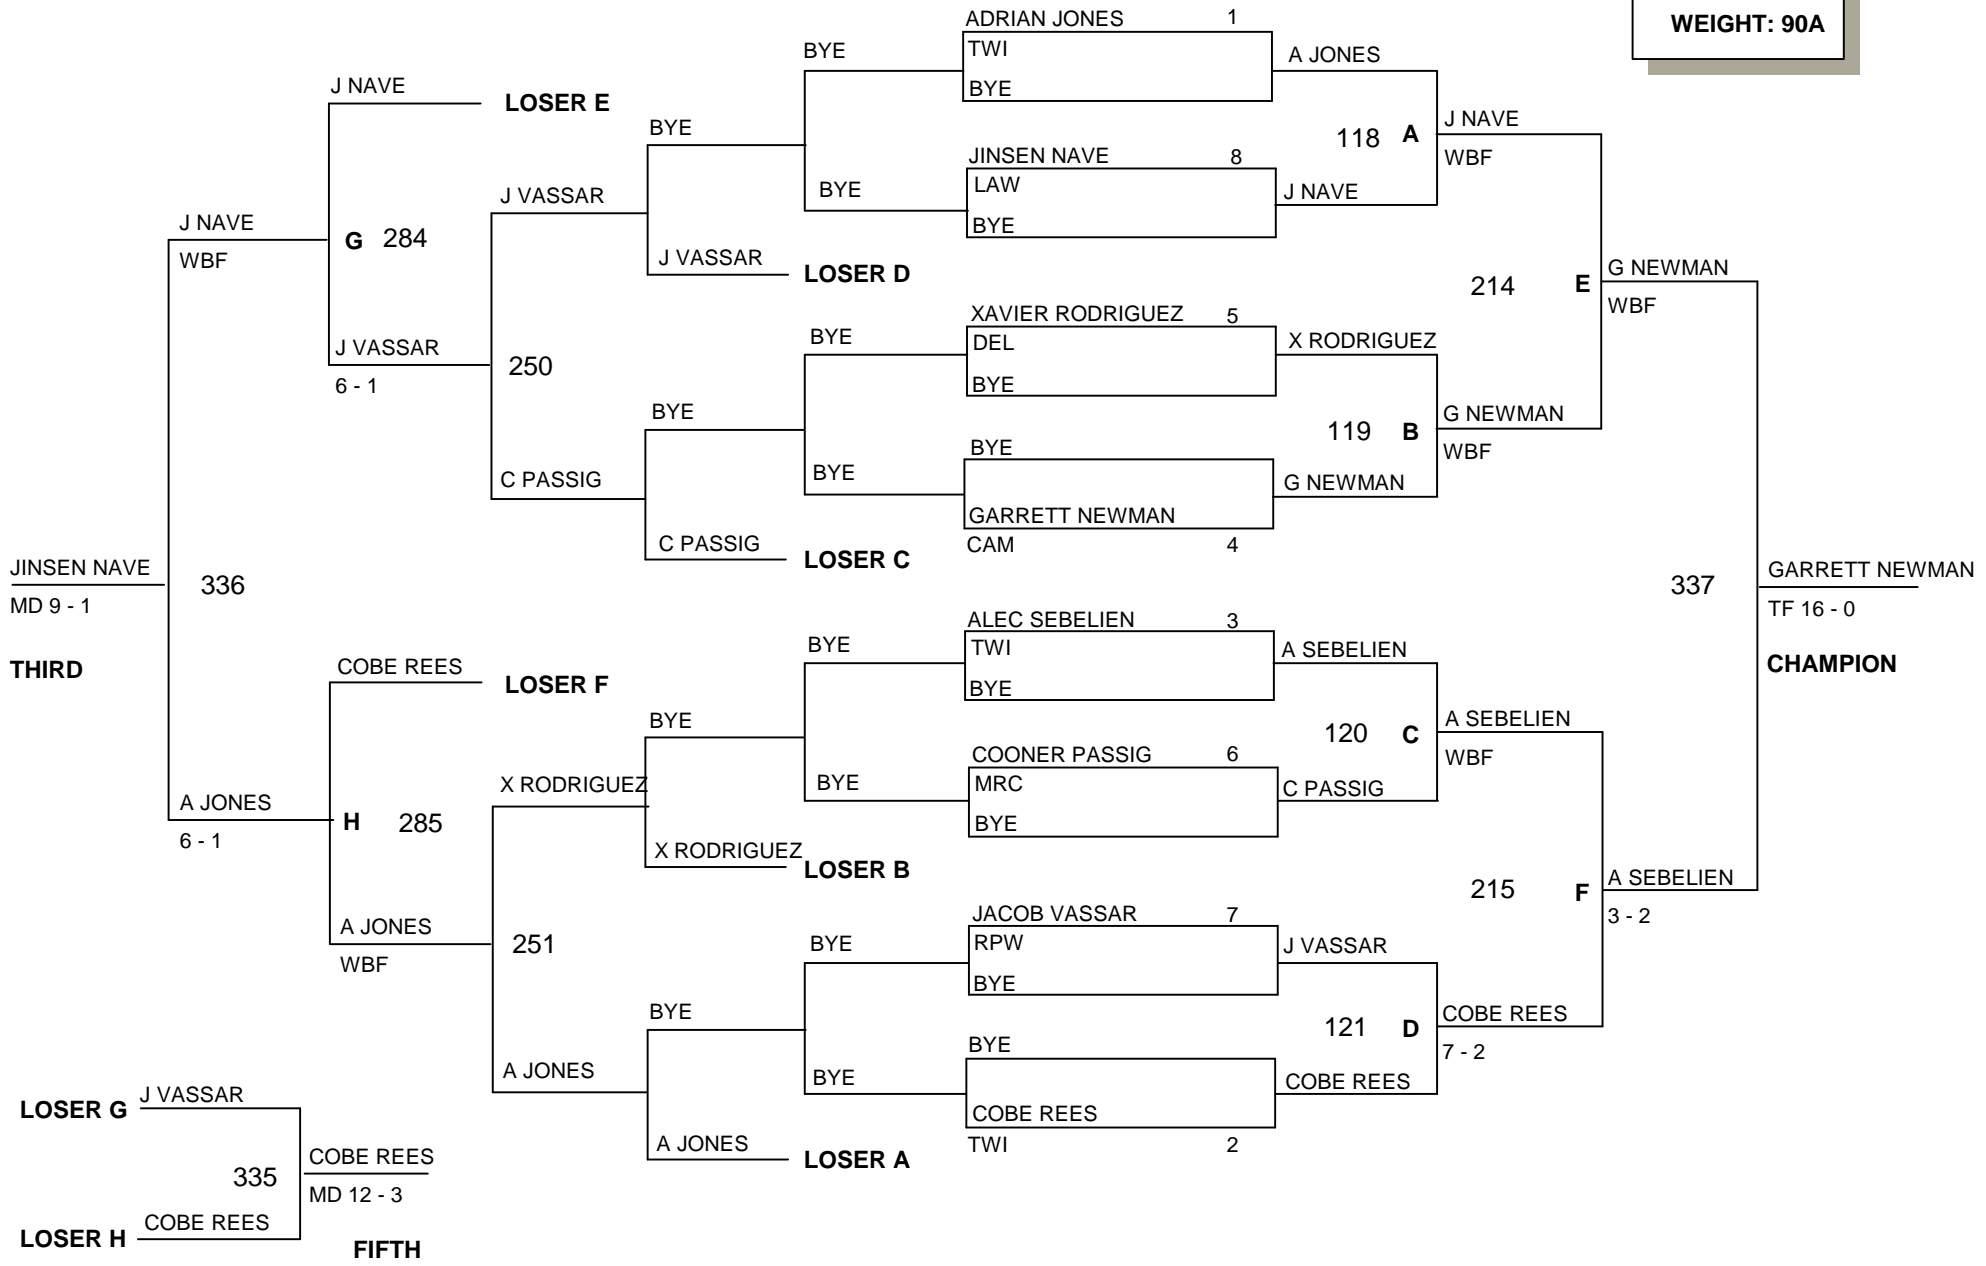 WEIGHT: 90A
ADRIAN JONES 1
TWI
BYE
JINSEN NAVE 8
LAW
BYE
XAVIER RODRIGUEZ 5
DEL
BYE
BYE
GARRETT NEWMAN
CAM 4
ALEC SEBELIEN 3
TWI
BYE
COONER PASSIG 6
MRC
BYE
JACOB VASSAR 7
RPW
BYE
BYE
COBE REES
TWI 2
A JONES
118 A
J NAVE
X RODRIGUEZ
119 B
G NEWMAN
A SEBELIEN
120 C
C PASSIG
J VASSAR
121 D
COBE REES
J NAVE
WBF
214 E
G NEWMAN
WBF
A SEBELIEN
WBF
215 F
COBE REES
7 - 2
G NEWMAN
WBF
337
A SEBELIEN
3 - 2
GARRETT NEWMAN
TF 16 - 0
CHAMPION
BYE
BYE
BYE
BYE
BYE
BYE
BYE
BYE
BYE
J VASSAR
LOSER D
BYE
C PASSIG
LOSER C
BYE
X RODRIGUEZ
LOSER B
BYE
A JONES
LOSER A
J VASSAR
250
C PASSIG
X RODRIGUEZ
251
A JONES
J NAVE
LOSER E
G 284
J VASSAR
6 - 1
COBE REES
LOSER F
H 285
A JONES
WBF
J NAVE
WBF
336
A JONES
6 - 1
JINSEN NAVE
MD 9 - 1
THIRD
LOSER G J VASSAR
335
LOSER H COBE REES
COBE REES
MD 12 - 3
FIFTH